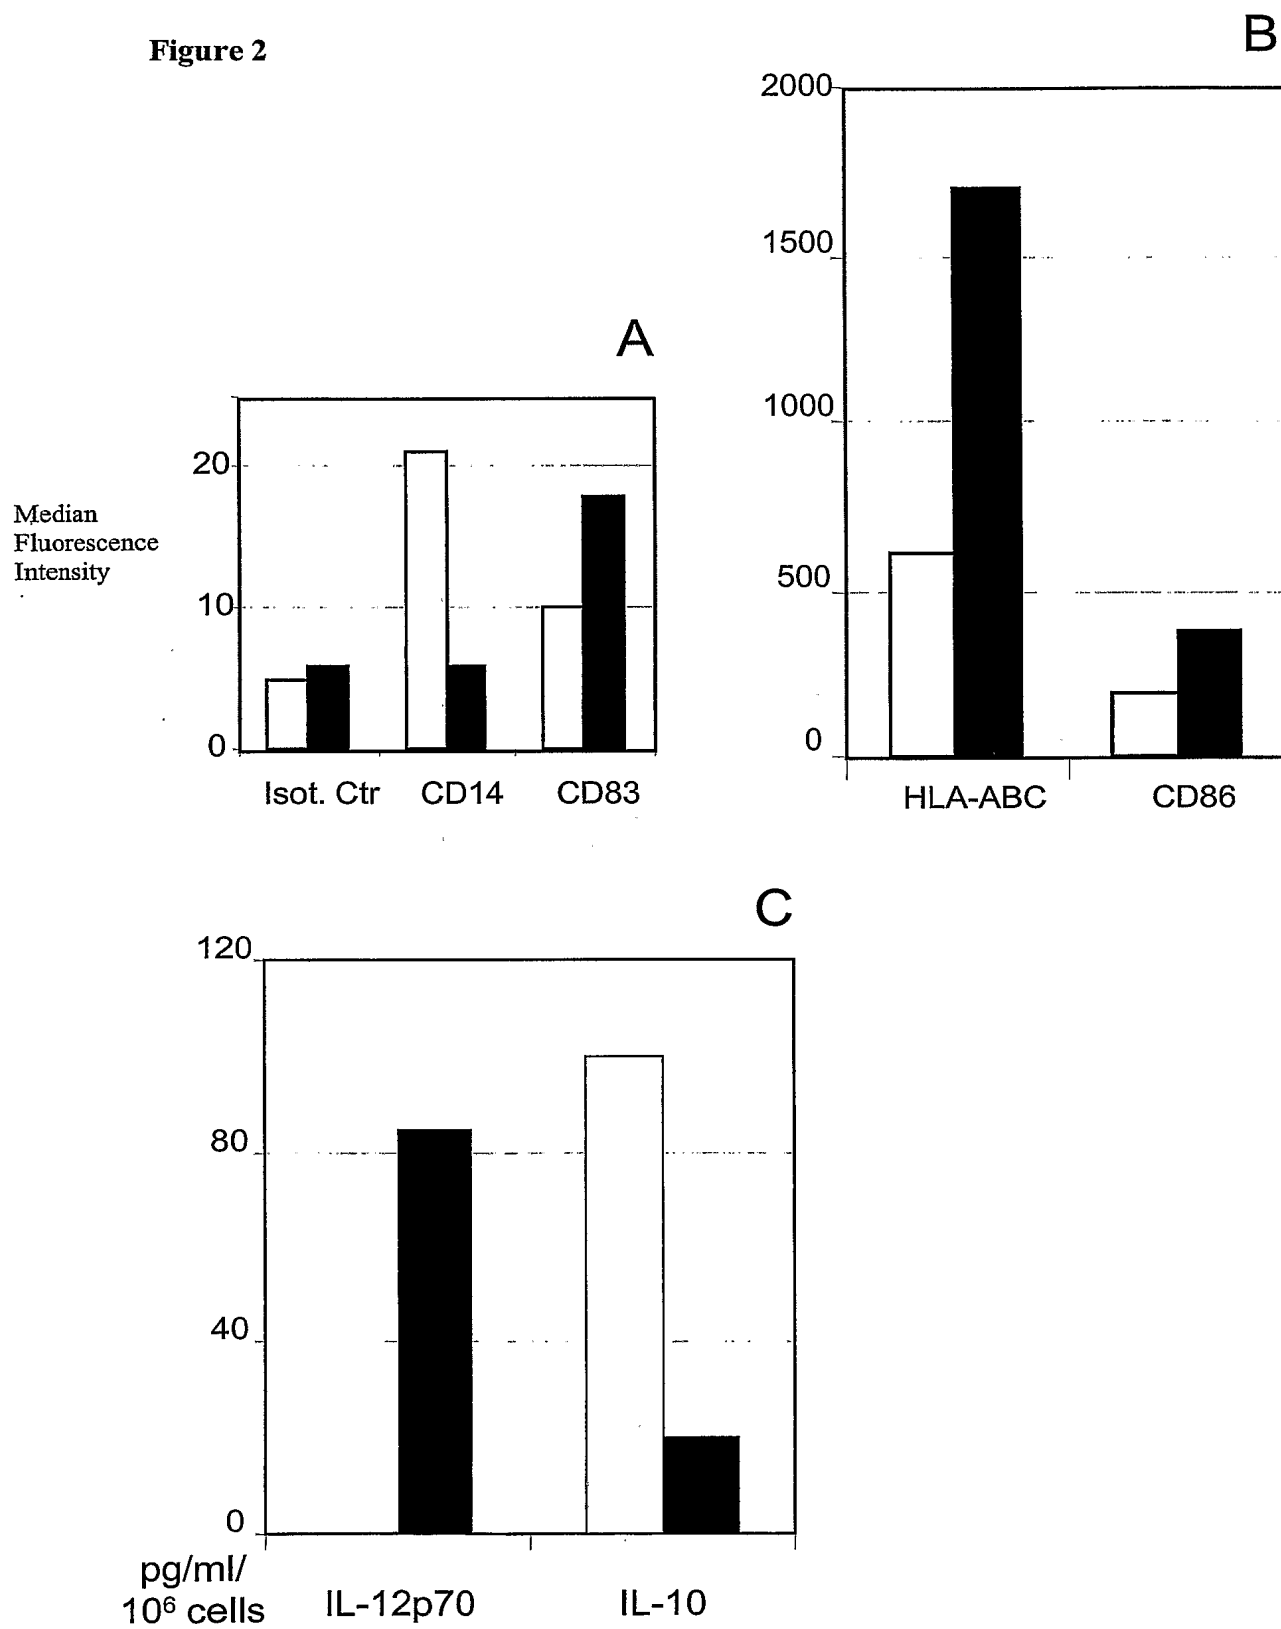 Figure 2
B
2000
1500
1000
500
0
HLA-ABC CD86
A
Median
Fluorescence
Intensity
20
10
0
Isot. Ctr CD14 CD83
C
120
80
40
0
pg/ml/
10⁶ cells
IL-12p70 IL-10